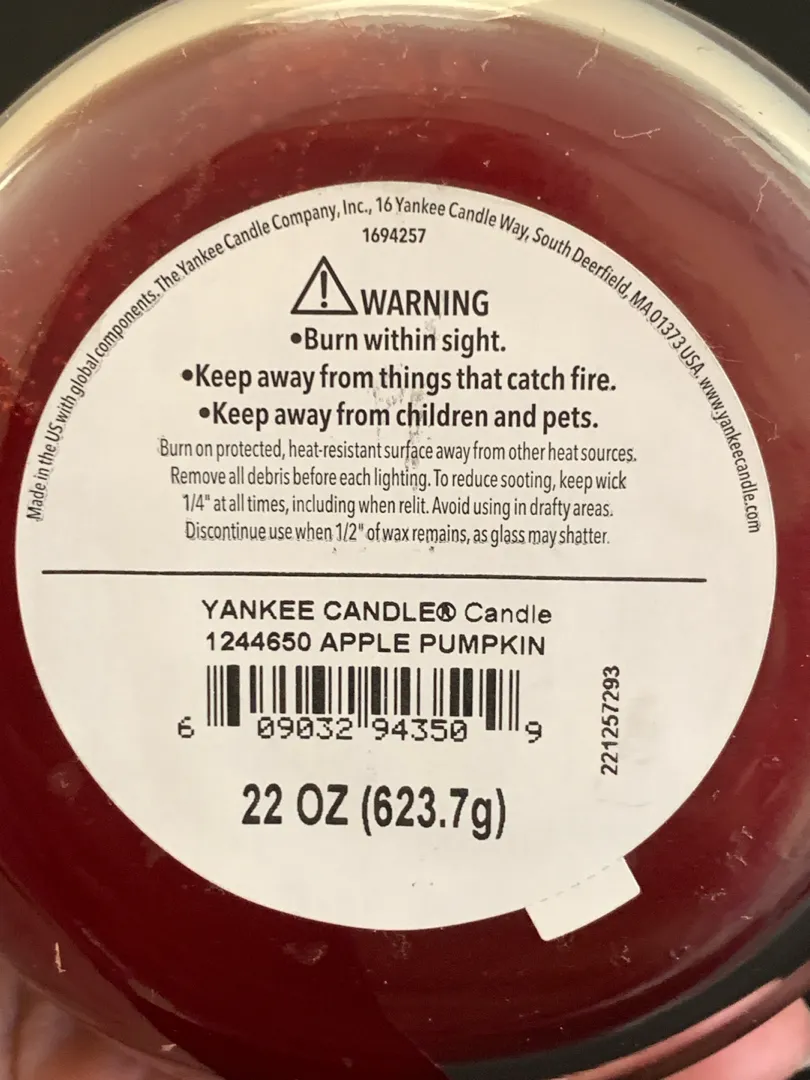 Made in the US with global components. The Yankee Candle Company, Inc., 16 Yankee Candle Way, South Deerfield, MA 01373 USA. www.yankeecandle.com
1694257
WARNING
•Burn within sight.
•Keep away from things that catch fire.
•Keep away from children and pets.
Burn on protected, heat-resistant surface away from other heat sources.
Remove all debris before each lighting. To reduce sooting, keep wick
1/4" at all times, including when relit. Avoid using in drafty areas.
Discontinue use when 1/2" of wax remains, as glass may shatter.
YANKEE CANDLE® Candle
1244650 APPLE PUMPKIN
6 09032 94350 9
221257293
22 OZ (623.7g)